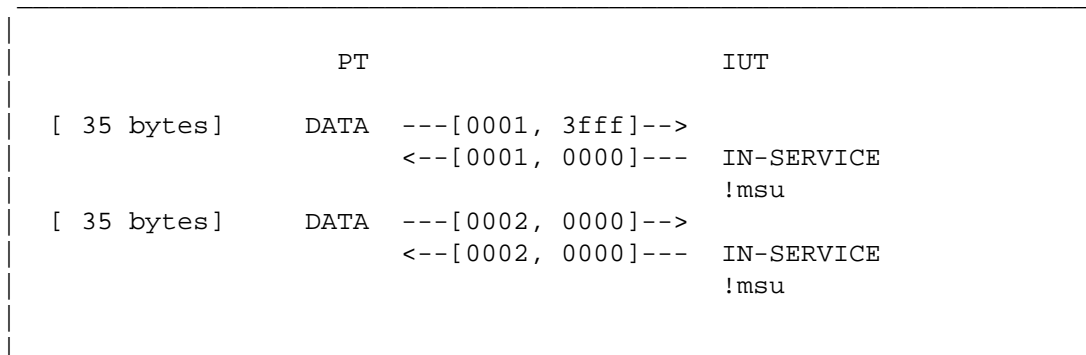 PT IUT
[ 35 bytes] DATA ---[0001, 3fff]-->
<--[0001, 0000]--- IN-SERVICE
!msu
[ 35 bytes] DATA ---[0002, 0000]-->
<--[0002, 0000]--- IN-SERVICE
!msu